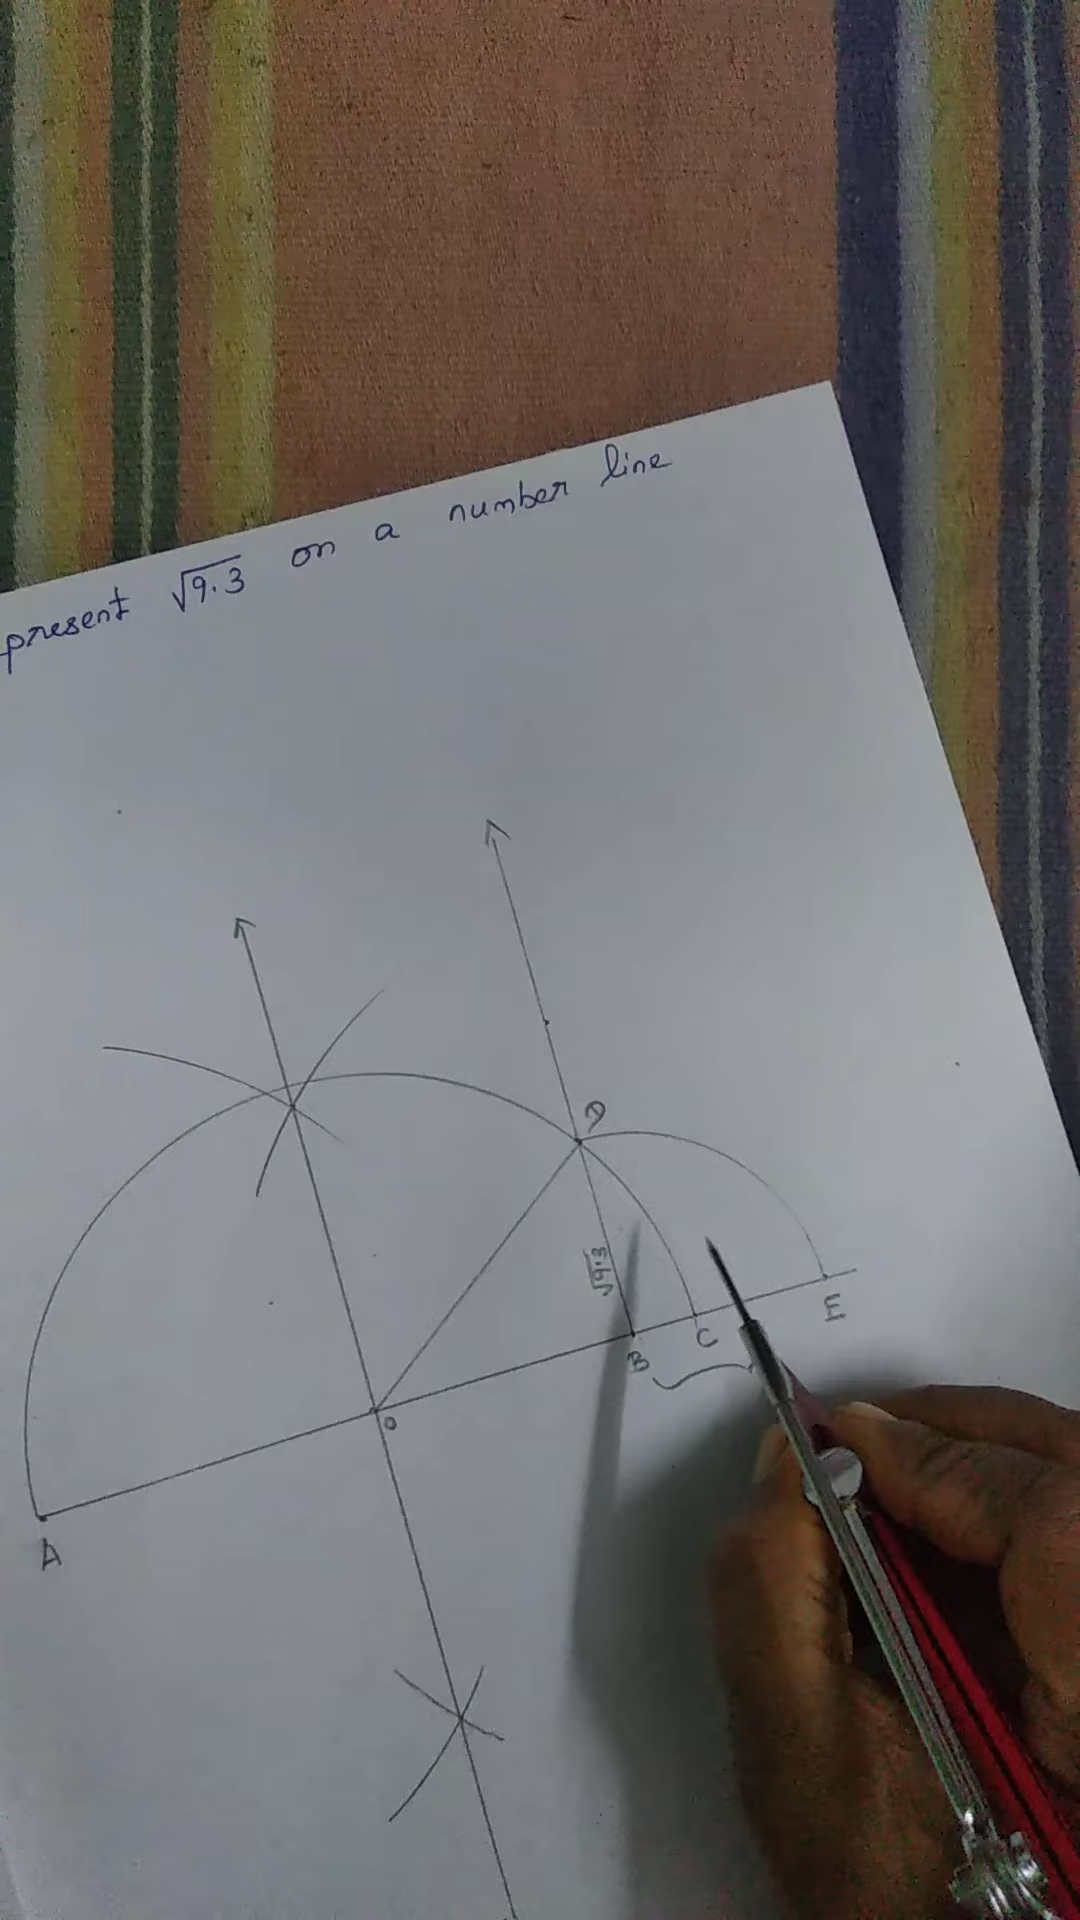 present √9.3 on a number line
D
√9.3
E
C
B
O
A